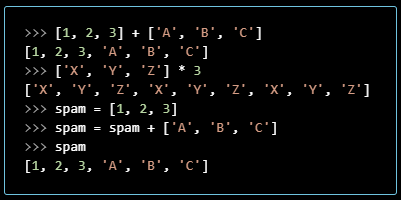 >>> [1, 2, 3] + ['A', 'B', 'C']
[1, 2, 3, 'A', 'B', 'C']
>>> ['X', 'Y', 'Z'] * 3
['X', 'Y', 'Z', 'X', 'Y', 'Z', 'X', 'Y', 'Z']
>>> spam = [1, 2, 3]
>>> spam = spam + ['A', 'B', 'C']
>>> spam
[1, 2, 3, 'A', 'B', 'C']